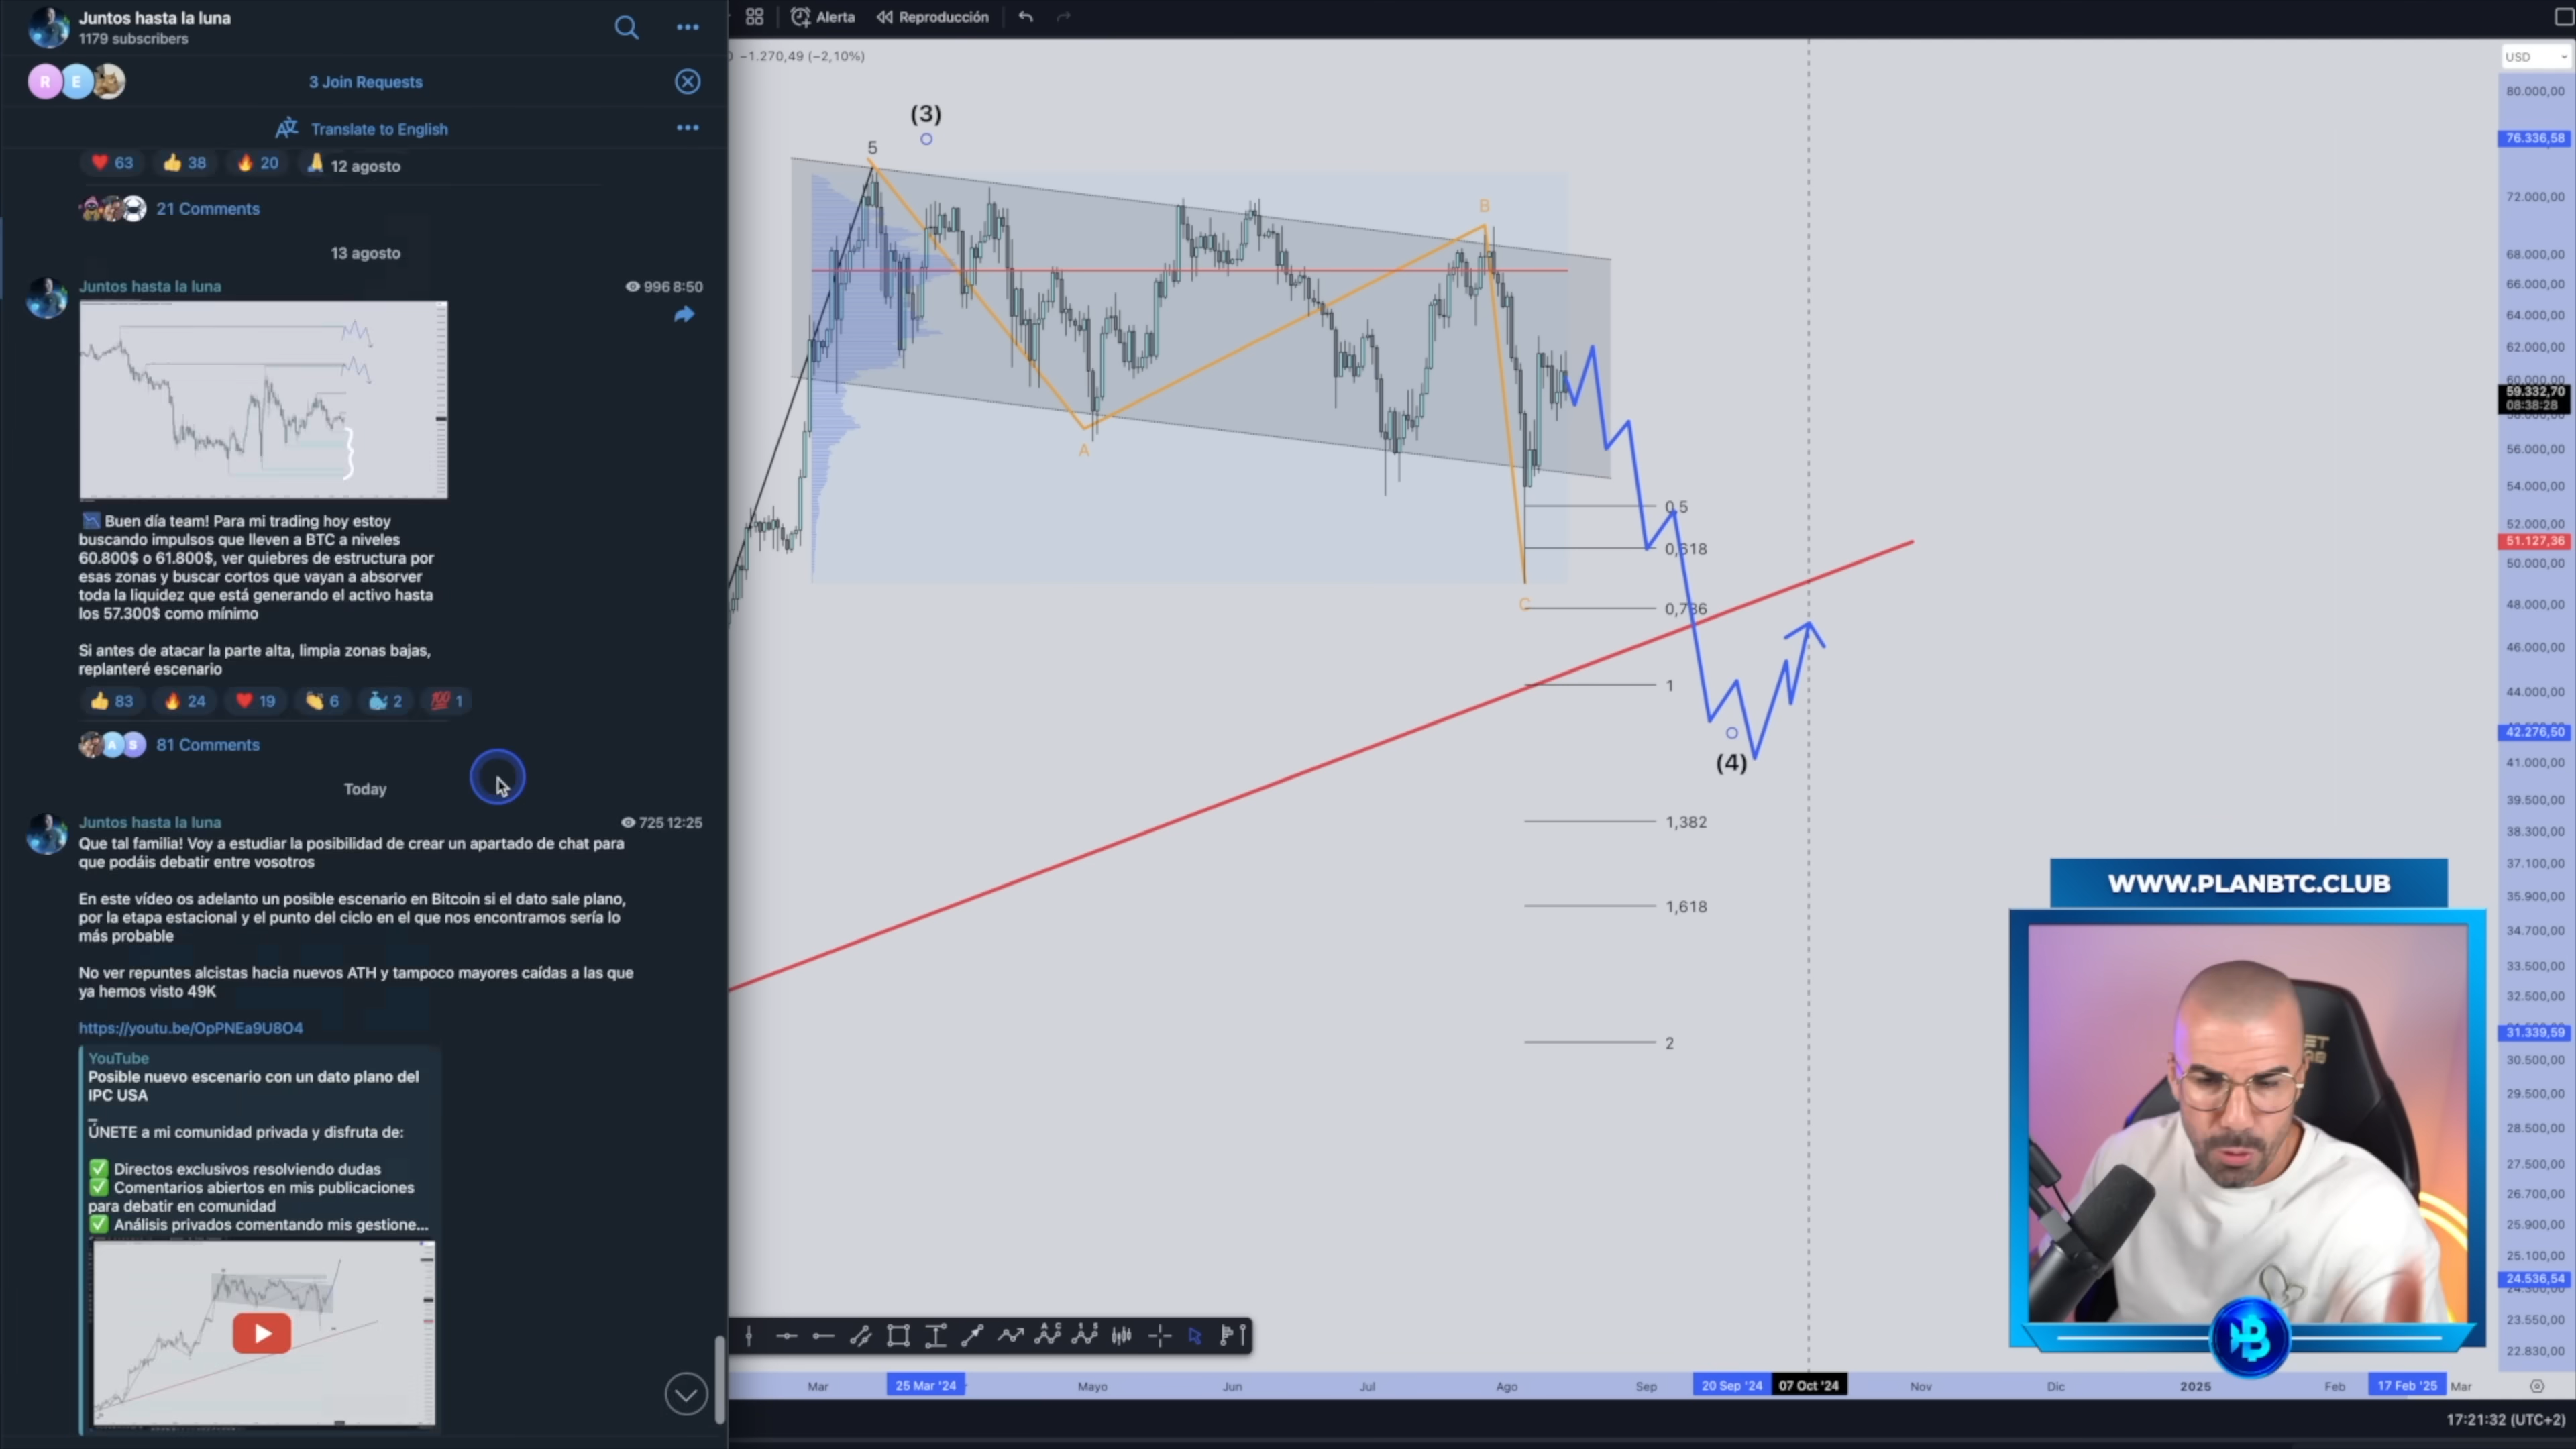 Juntos hasta la luna
1179 subscribers
R
E
3 Join Requests
Translate to English
63
38
20
12 agosto
21 Comments
13 agosto
Juntos hasta la luna
996 8:50
Buen día team! Para mi trading hoy estoy
buscando impulsos que lleven a BTC a niveles
60.800$ o 61.800$, ver quiebres de estructura por
esas zonas y buscar cortos que vayan a absorver
toda la liquidez que está generando el activo hasta
los 57.300$ como mínimo
Si antes de atacar la parte alta, limpia zonas bajas,
replanteré escenario
83
24
19
6
2
100 1
A
S
81 Comments
Today
Juntos hasta la luna
725 12:25
Que tal familia! Voy a estudiar la posibilidad de crear un apartado de chat para
que podáis debatir entre vosotros
En este vídeo os adelanto un posible escenario en Bitcoin si el dato sale plano,
por la etapa estacional y el punto del ciclo en el que nos encontramos sería lo
más probable
No ver repuntes alcistas hacia nuevos ATH y tampoco mayores caídas a las que
ya hemos visto 49K
https://youtu.be/OpPNEa9U8O4
YouTube
Posible nuevo escenario con un dato plano del
IPC USA
_
ÚNETE a mi comunidad privada y disfruta de:
✅ Directos exclusivos resolviendo dudas
✅ Comentarios abiertos en mis publicaciones
para debatir en comunidad
✅ Análisis privados comentando mis gestione...
Alerta
Reproducción
−1.270,49 (−2,10%)
(3)
5
B
A
C
0,5
0,618
0,786
1
(4)
1,382
1,618
2
USD
80.000,00
76.336,58
72.000,00
68.000,00
66.000,00
64.000,00
62.000,00
60.000,00
59.332,70
08:38:28
56.000,00
54.000,00
52.000,00
51.127,36
50.000,00
48.000,00
46.000,00
44.000,00
42.276,50
41.000,00
39.500,00
38.300,00
37.100,00
35.900,00
34.700,00
33.500,00
32.500,00
31.339,59
30.500,00
29.500,00
28.500,00
27.500,00
26.700,00
25.900,00
25.100,00
24.536,54
23.550,00
22.830,00
WWW.PLANBTC.CLUB
Mar
25 Mar '24
Mayo
Jun
Jul
Ago
Sep
20 Sep '24
07 Oct '24
Nov
Dic
2025
Feb
17 Feb '25
Mar
17:21:32 (UTC+2)